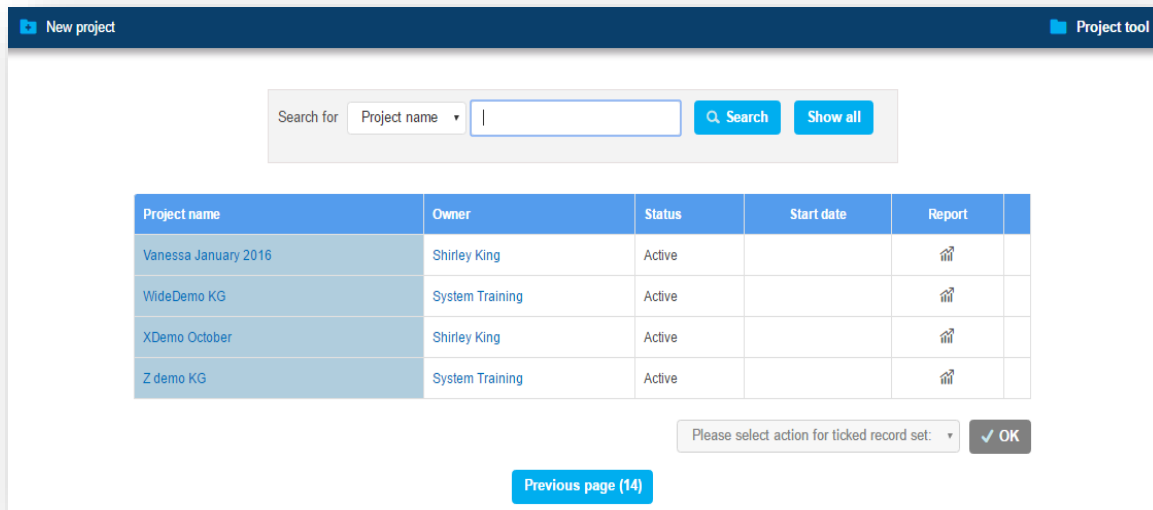 New project Project tool
Search for Project name Search Show all
Project name Owner Status Start date Report
Vanessa January 2016 Shirley King Active
WideDemo KG System Training Active
XDemo October Shirley King Active
Z demo KG System Training Active
Please select action for ticked record set: OK
Previous page (14)